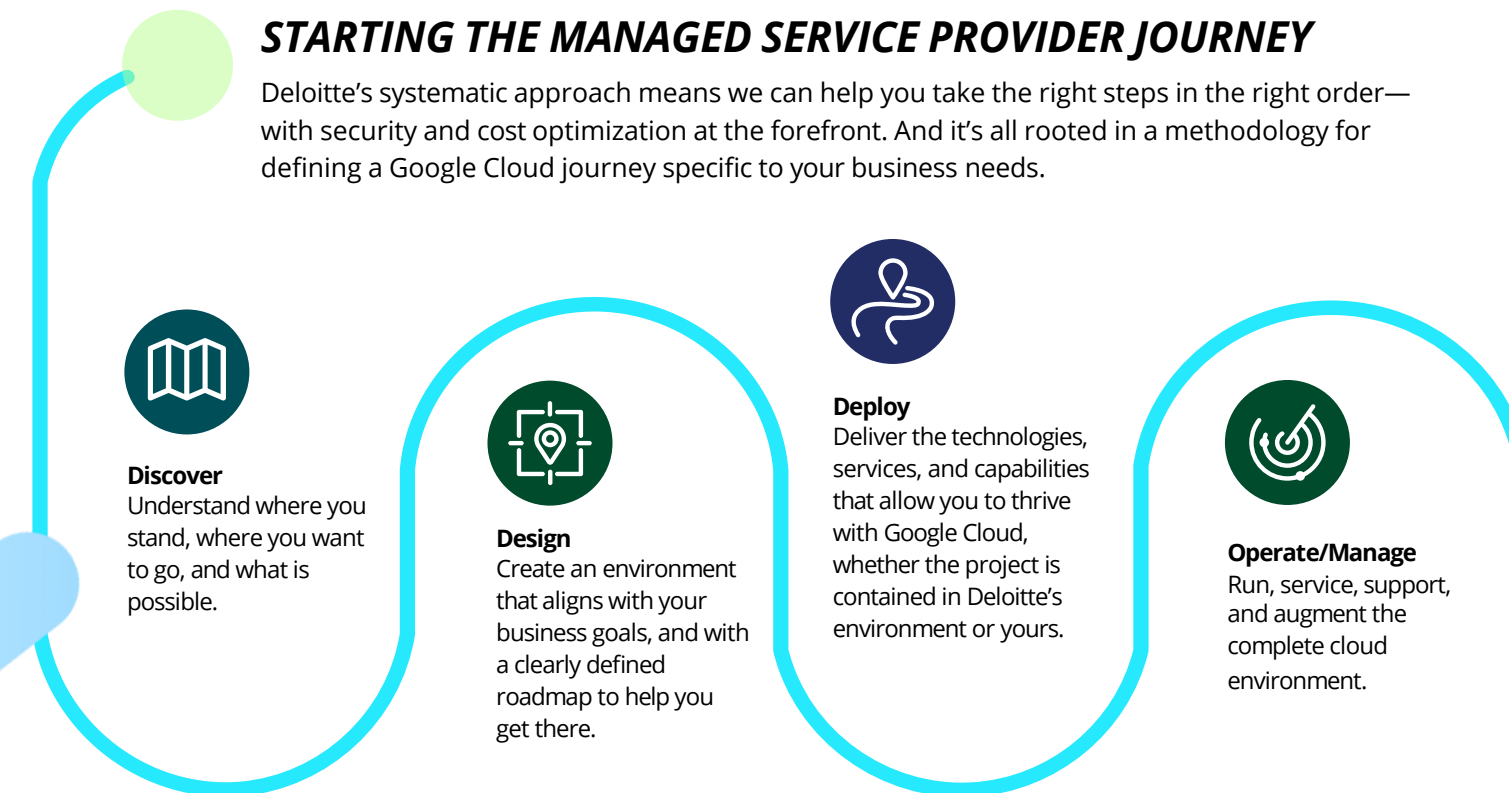 STARTING THE MANAGED SERVICE PROVIDER JOURNEY
Deloitte’s systematic approach means we can help you take the right steps in the right order—
with security and cost optimization at the forefront. And it’s all rooted in a methodology for
defining a Google Cloud journey specific to your business needs.
Discover
Understand where you
stand, where you want
to go, and what is
possible.
Design
Create an environment
that aligns with your
business goals, and with
a clearly defined
roadmap to help you
get there.
Deploy
Deliver the technologies,
services, and capabilities
that allow you to thrive
with Google Cloud,
whether the project is
contained in Deloitte’s
environment or yours.
Operate/Manage
Run, service, support,
and augment the
complete cloud
environment.